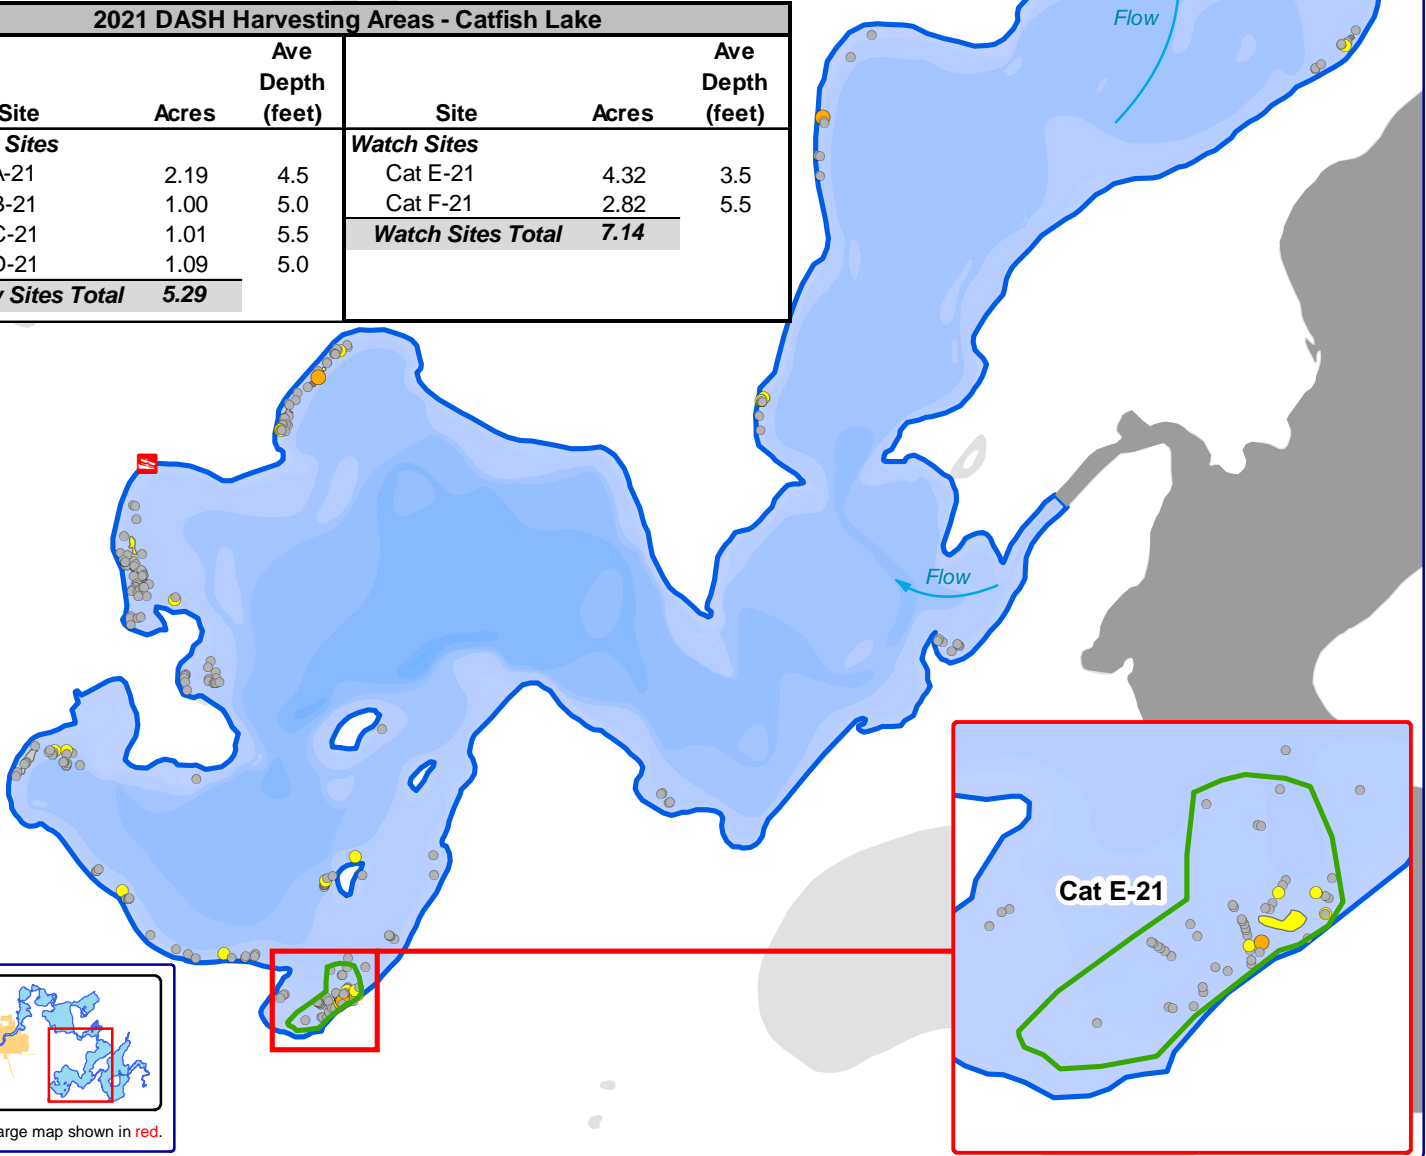 2021 DASH Harvesting Areas - Catfish Lake
Site Acres Ave Depth (feet) Site Acres Ave Depth (feet)
Sites Watch Sites
A-21 2.19 4.5 Cat E-21 4.32 3.5
B-21 1.00 5.0 Cat F-21 2.82 5.5
C-21 1.01 5.5 Watch Sites Total 7.14
D-21 1.09 5.0
Sites Total 5.29
Flow
Flow
Cat E-21
arge map shown in red.